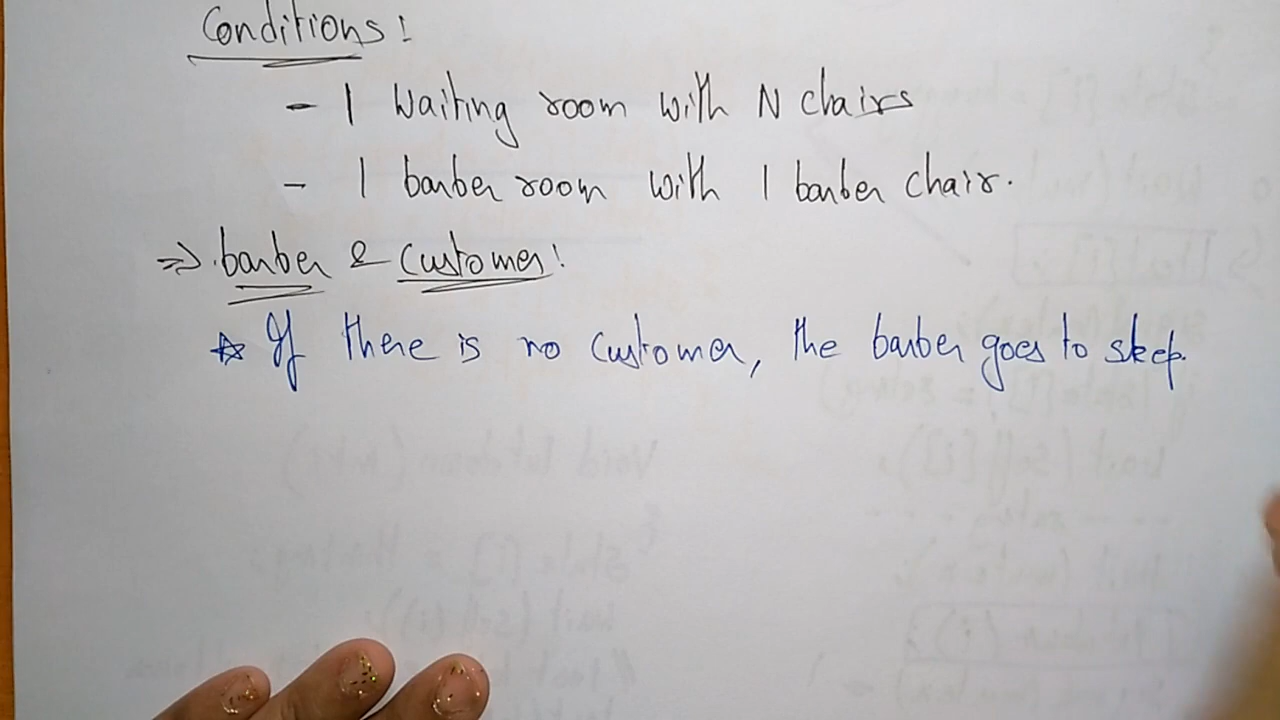 Conditions:
- 1 Waiting room with N chairs
- 1 barber room with 1 barber chair.
⇒ barber & Customer:
☆ If there is no customer, the barber goes to sleep.